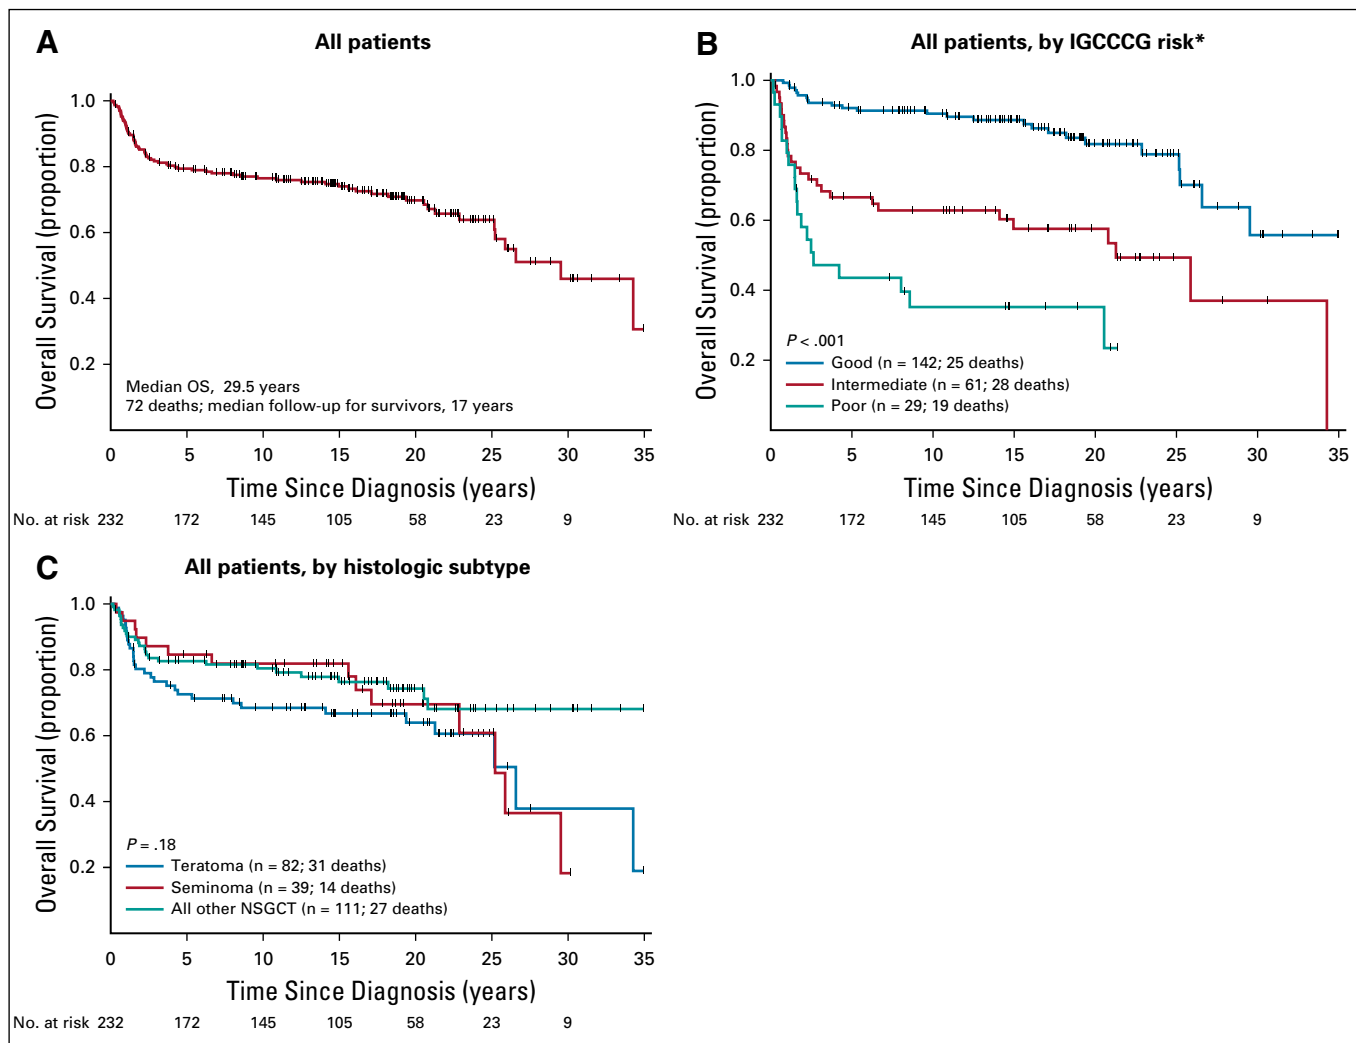 A
All patients
Overall Survival (proportion)
1.0
0.8
0.6
0.4
0.2
Median OS, 29.5 years
72 deaths; median follow-up for survivors, 17 years
0 5 10 15 20 25 30 35
Time Since Diagnosis (years)
No. at risk 232 172 145 105 58 23 9
B
All patients, by IGCCCG risk*
Overall Survival (proportion)
1.0
0.8
0.6
0.4
0.2
P < .001
Good (n = 142; 25 deaths)
Intermediate (n = 61; 28 deaths)
Poor (n = 29; 19 deaths)
0 5 10 15 20 25 30 35
Time Since Diagnosis (years)
No. at risk 232 172 145 105 58 23 9
C
All patients, by histologic subtype
Overall Survival (proportion)
1.0
0.8
0.6
0.4
0.2
P = .18
Teratoma (n = 82; 31 deaths)
Seminoma (n = 39; 14 deaths)
All other NSGCT (n = 111; 27 deaths)
0 5 10 15 20 25 30 35
Time Since Diagnosis (years)
No. at risk 232 172 145 105 58 23 9